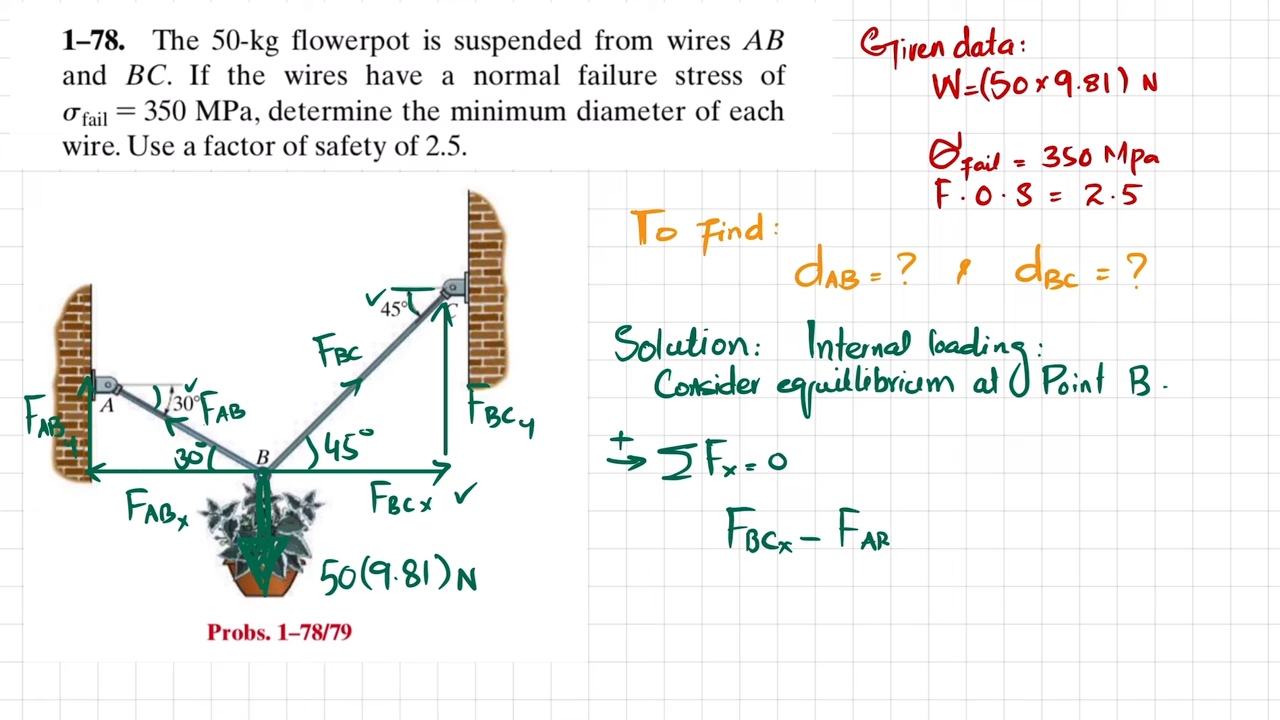 1–78. The 50-kg flowerpot is suspended from wires AB
and BC. If the wires have a normal failure stress of
σfail = 350 MPa, determine the minimum diameter of each
wire. Use a factor of safety of 2.5.
Given data:
W=(50×9.81) N
σfail = 350 Mpa
F.O.S = 2.5
To find:
dAB = ? & dBC = ?
Solution: Internal loading:
Consider equillibrium at Point B.
+→ ΣFx = 0
FBCx − FAB
45°
C
FBC
A
30°
FAB
FABy
FBCy
30°
B
45°
FABx
FBCx
50(9.81) N
Probs. 1–78/79